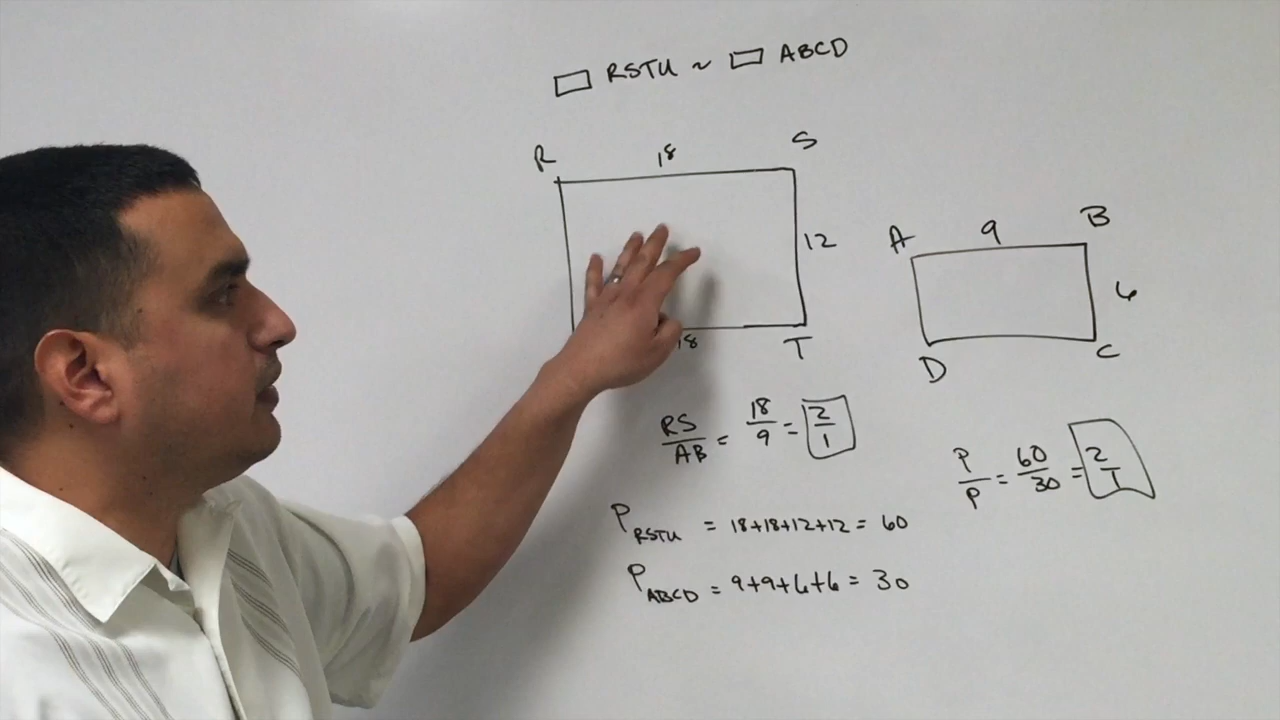 ▭ RSTU ~ ▭ ABCD
R 18 S
12
18 T
A 9 B
6
D C
RS/AB = 18/9 = 2/1
P/P = 60/30 = 2/1
P RSTU = 18+18+12+12 = 60
P ABCD = 9+9+6+6 = 30